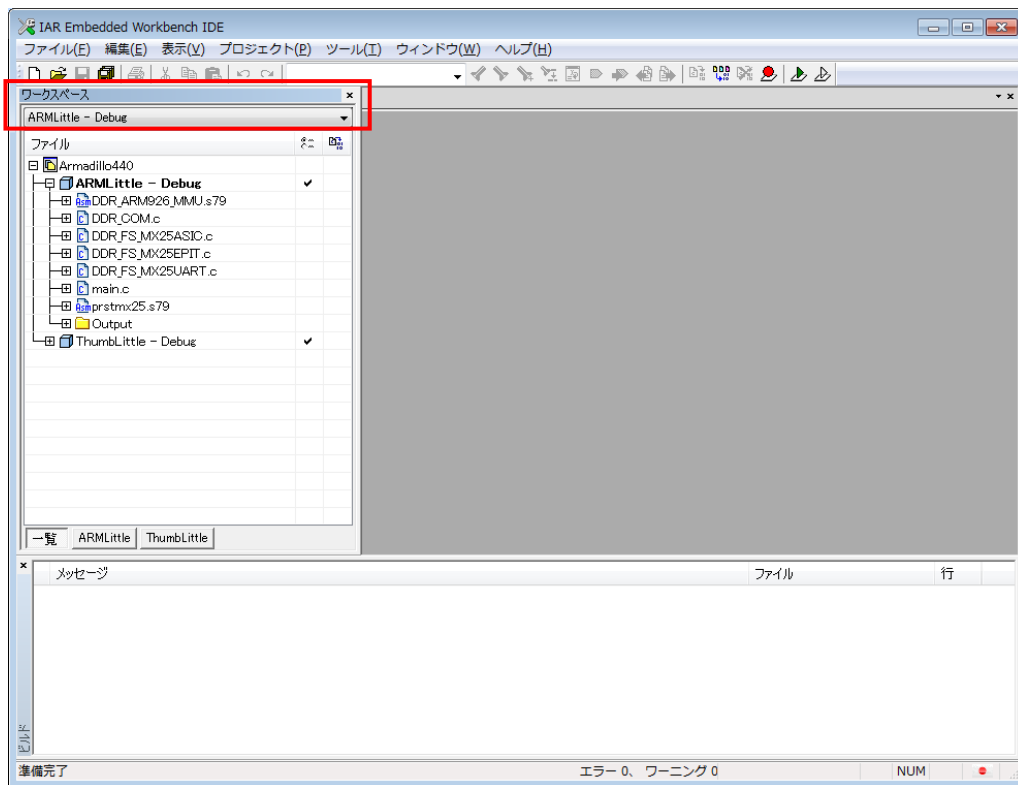 IAR Embedded Workbench IDE
ファイル(F) 編集(E) 表示(V) プロジェクト(P) ツール(T) ウィンドウ(W) ヘルプ(H)
ワークスペース
ARMLittle - Debug
ファイル
Armadillo440
ARMLittle - Debug
DDR_ARM926_MMU.s79
DDR_COM.c
DDR_FS_MX25ASIC.c
DDR_FS_MX25EPIT.c
DDR_FS_MX25UART.c
main.c
prstmx25.s79
Output
ThumbLittle - Debug
一覧 ARMLittle ThumbLittle
メッセージ ファイル 行
ビルド
準備完了 エラー 0、 ワーニング 0 NUM